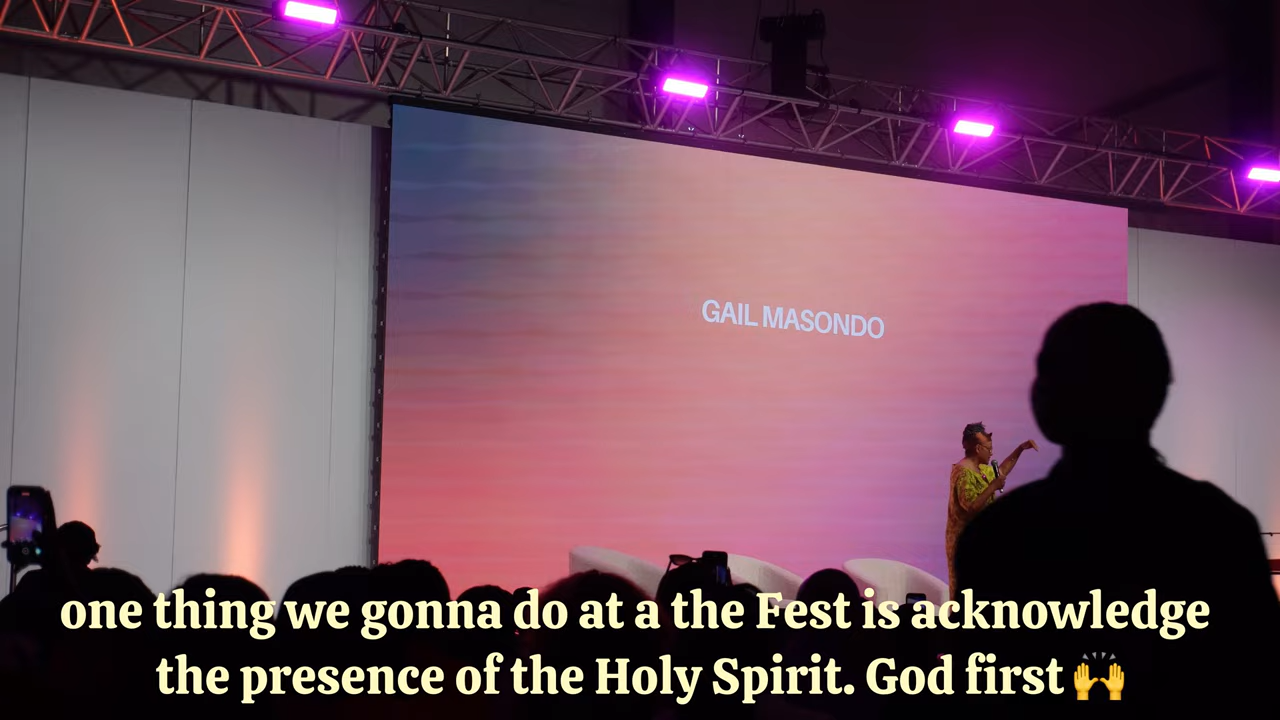 GAIL MASONDO
one thing we gonna do at a the Fest is acknowledge
the presence of the Holy Spirit. God first 🙌